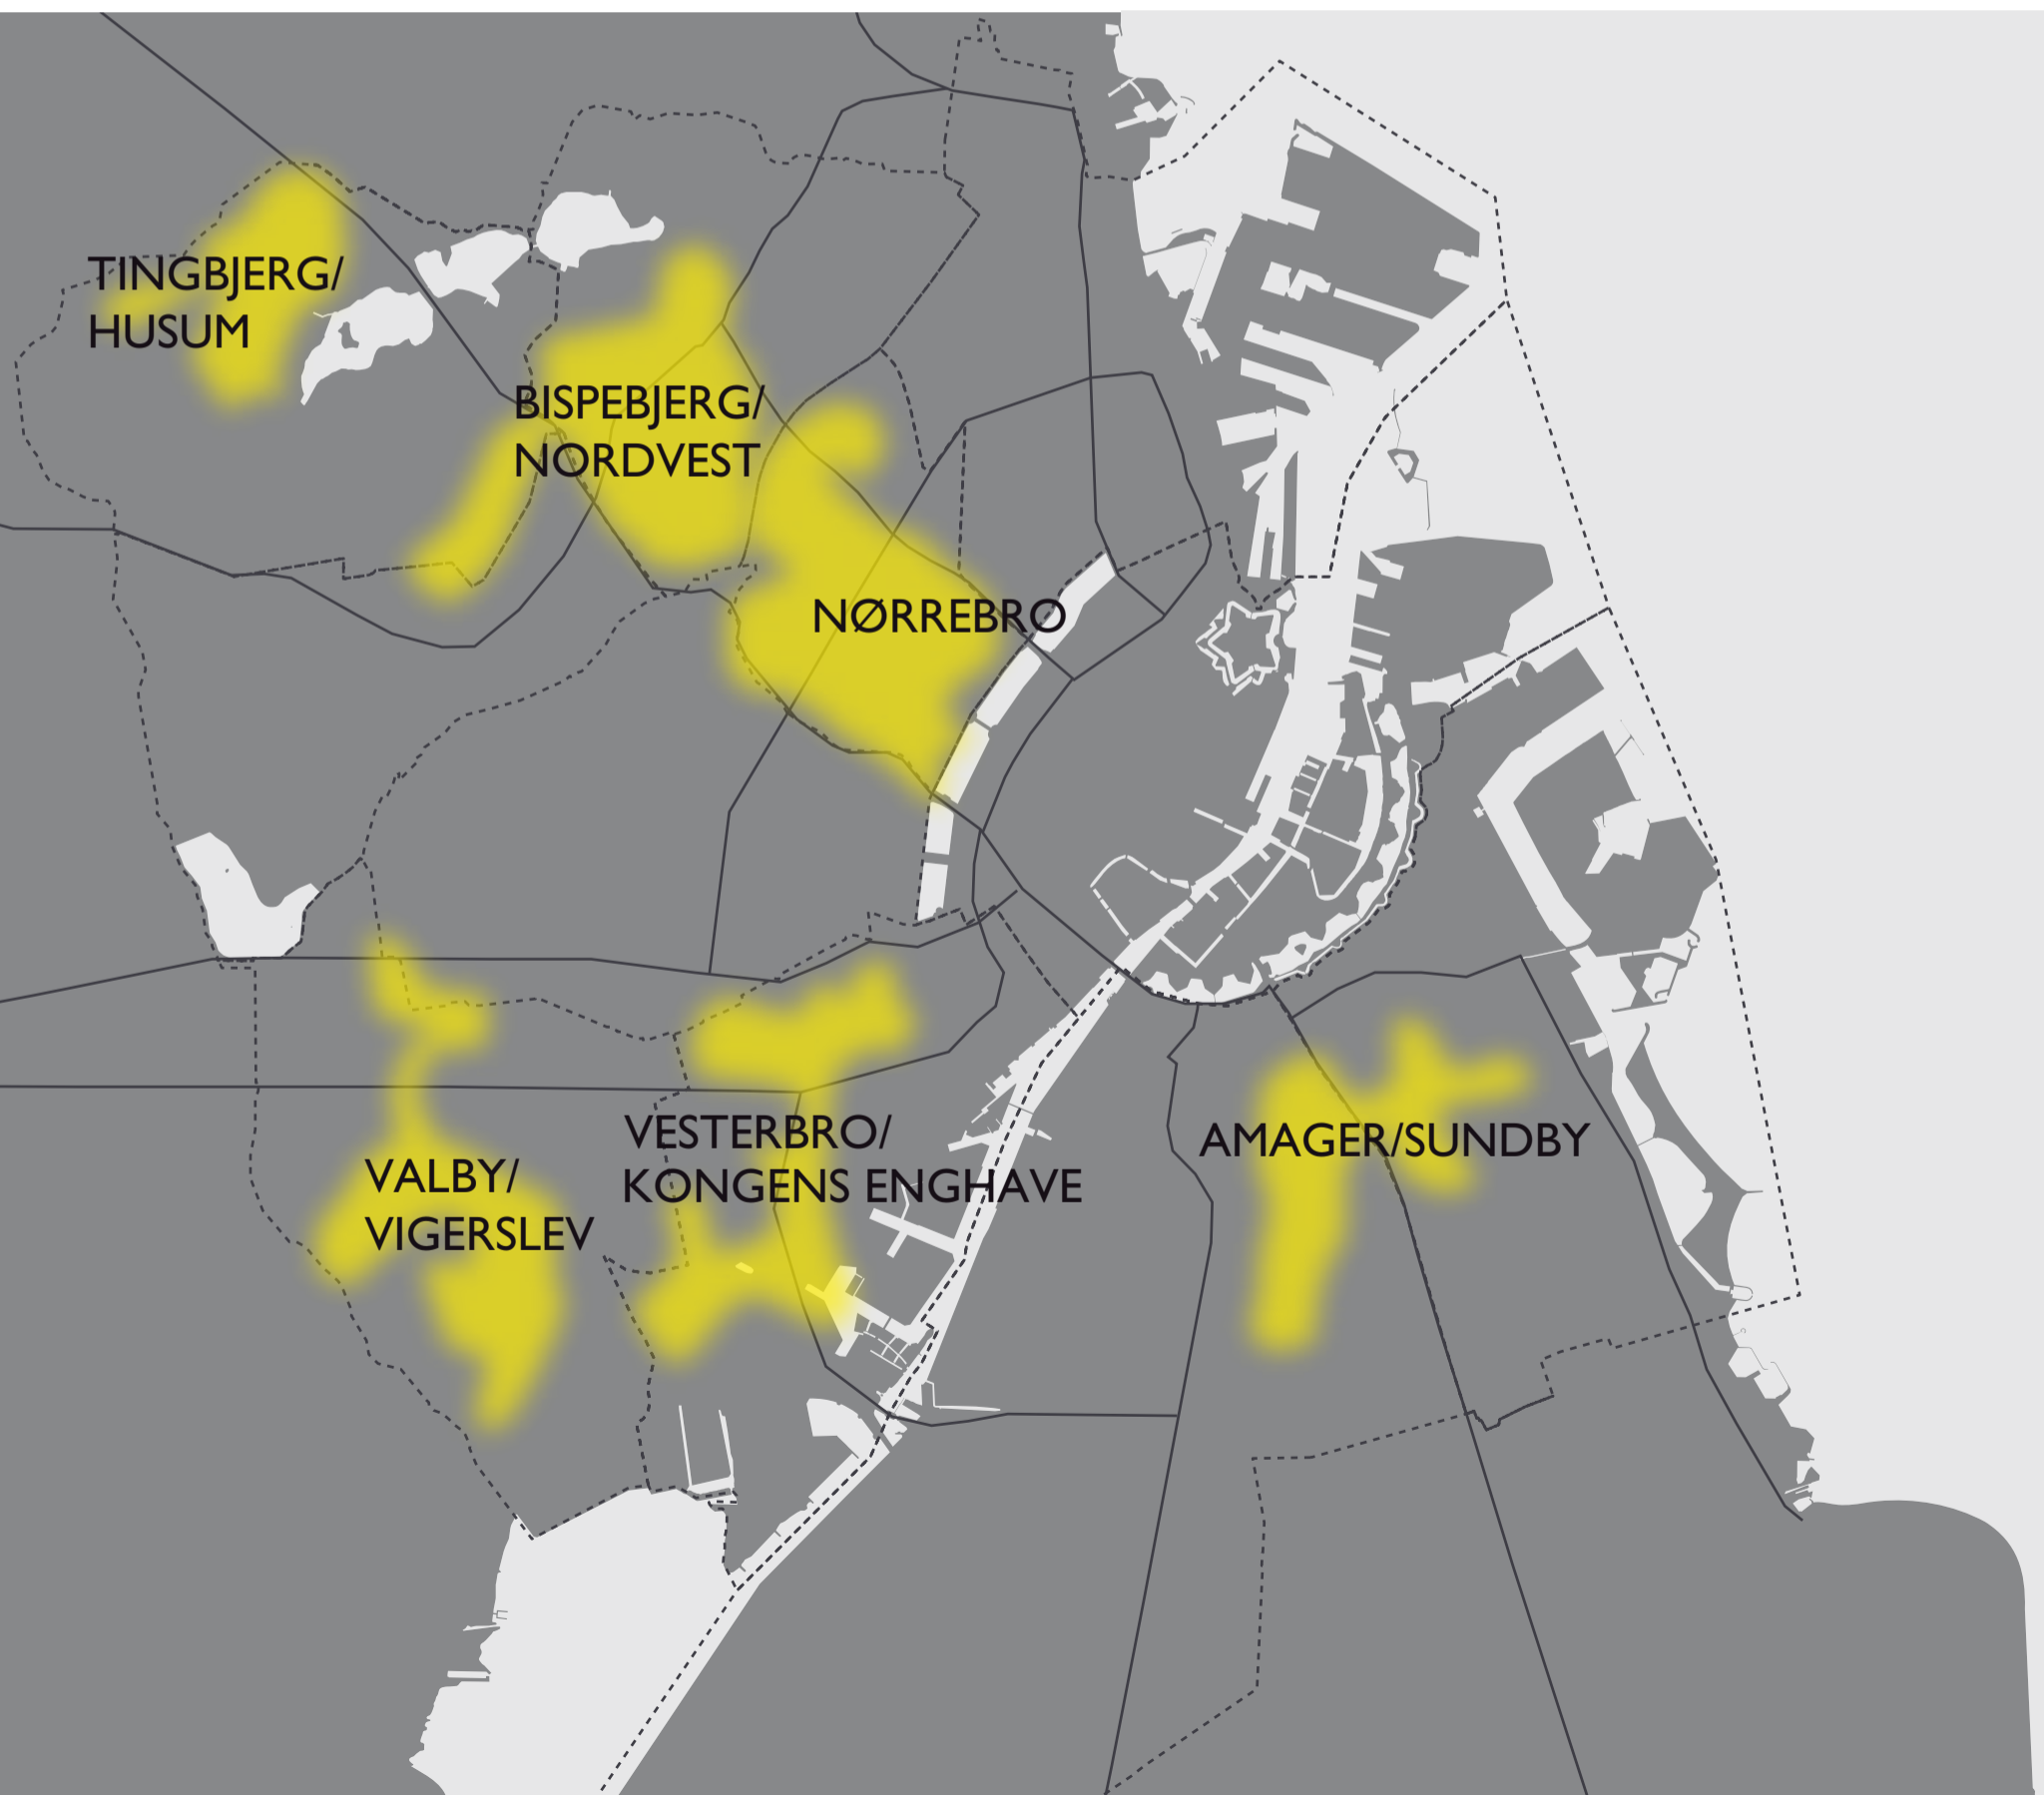 TINGBJERG/
HUSUM
BISPEBJERG/
NORDVEST
NØRREBRO
VESTERBRO/
KONGENS ENGHAVE
AMAGER/SUNDBY
VALBY/
VIGERSLEV